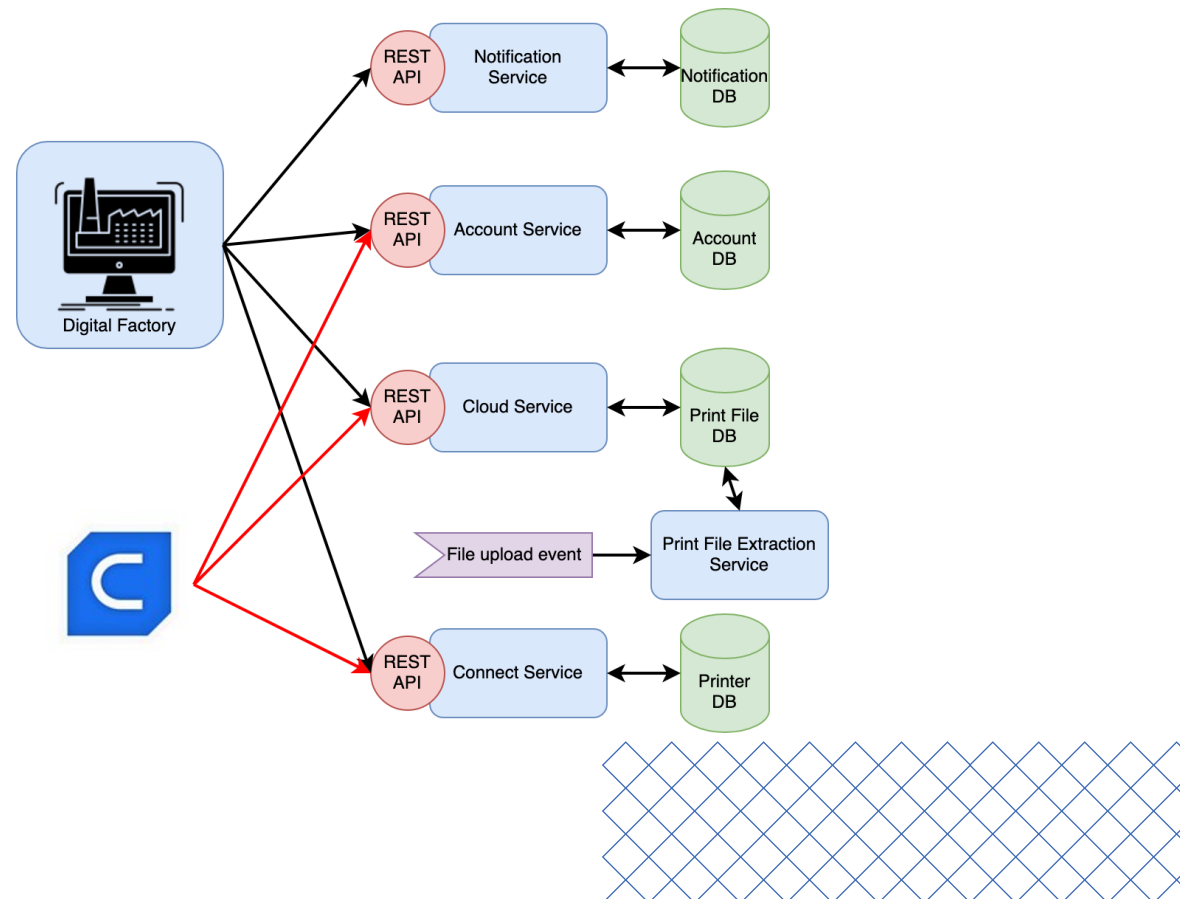 REST
API
Notification
Service
Notification
DB
Digital Factory
REST
API
Account Service
Account
DB
REST
API
Cloud Service
Print File
DB
File upload event
Print File Extraction
Service
REST
API
Connect Service
Printer
DB